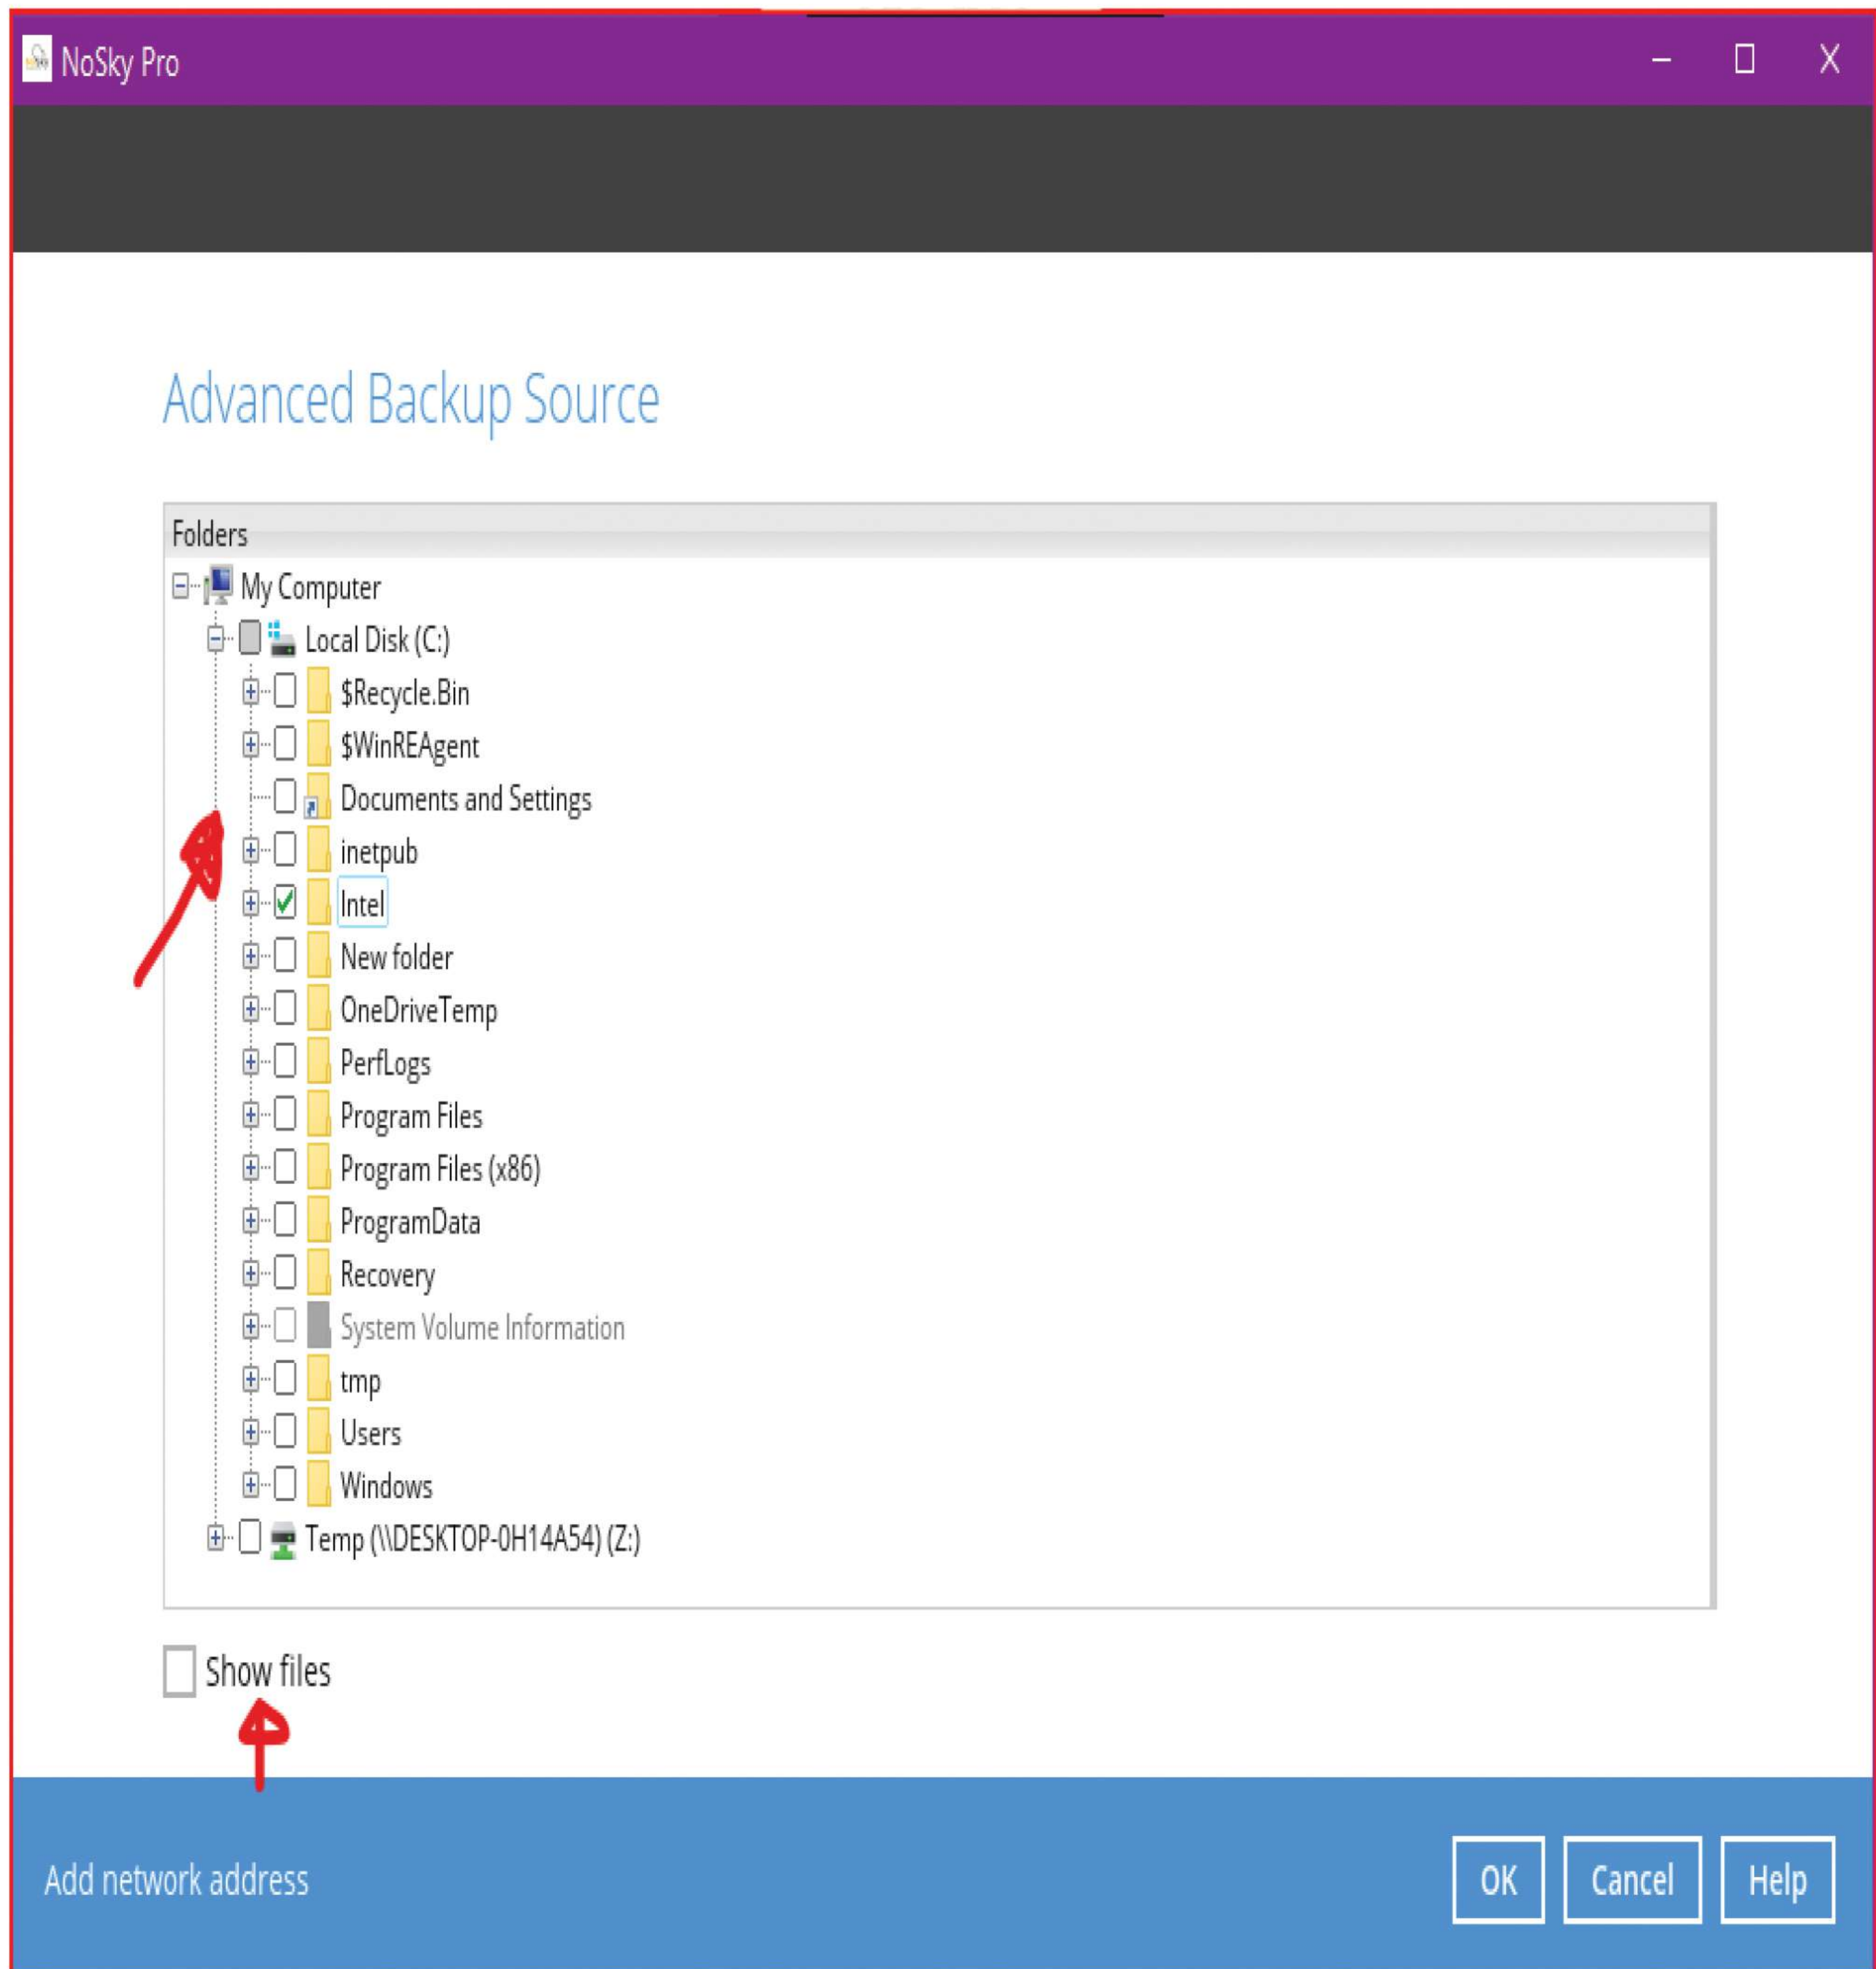 NoSky Pro
Advanced Backup Source
Folders
My Computer
Local Disk (C:)
$Recycle.Bin
$WinREAgent
Documents and Settings
inetpub
Intel
New folder
OneDriveTemp
PerfLogs
Program Files
Program Files (x86)
ProgramData
Recovery
System Volume Information
tmp
Users
Windows
Temp (\\DESKTOP-0H14A54) (Z:)
Show files
Add network address
OK
Cancel
Help